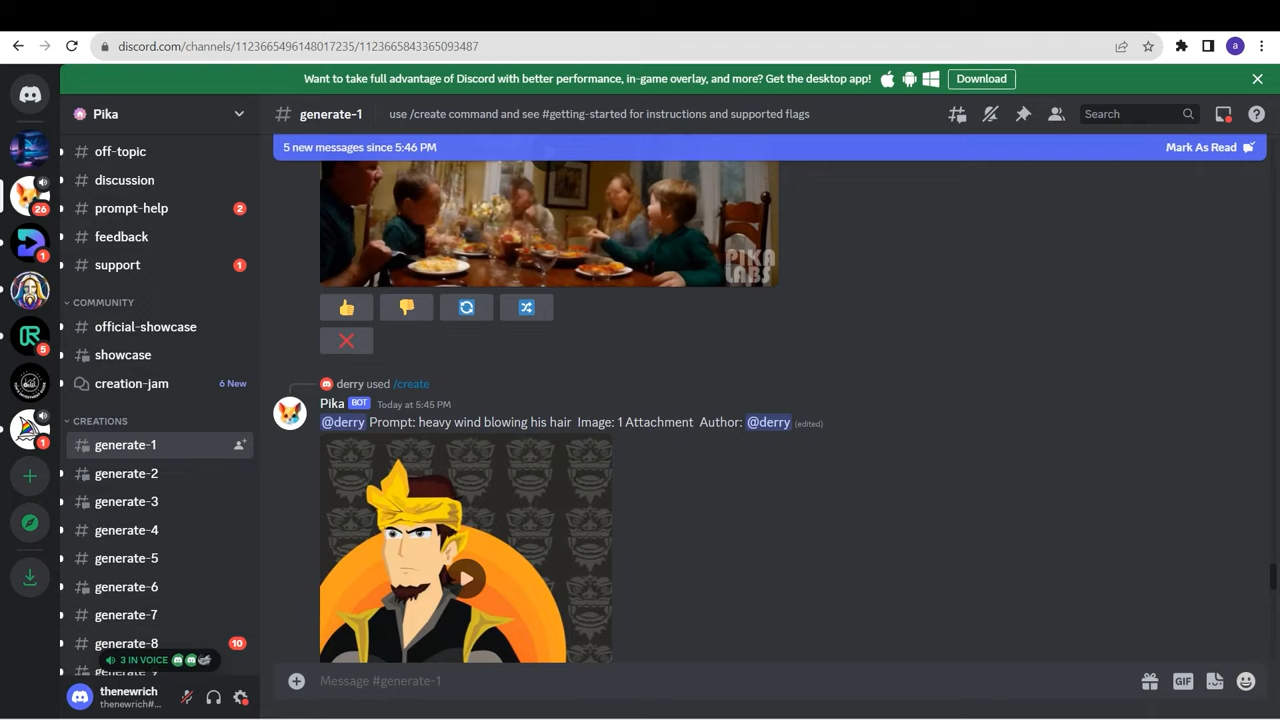 discord.com/channels/1123665496148017235/1123665843365093487
a
Want to take full advantage of Discord with better performance, in-game overlay, and more? Get the desktop app!
Download
Pika
generate-1
use /create command and see #getting-started for instructions and supported flags
Search
5 new messages since 5:46 PM
Mark As Read
off-topic
discussion
prompt-help
2
feedback
support
1
COMMUNITY
official-showcase
showcase
creation-jam
6 New
CREATIONS
generate-1
generate-2
generate-3
generate-4
generate-5
generate-6
generate-7
generate-8
10
3 IN VOICE
thenewrich
thenewrich#...
26
1
5
1
PIKA
LABS
derry used /create
Pika BOT Today at 5:45 PM
@derry Prompt: heavy wind blowing his hair Image: 1 Attachment Author: @derry (edited)
Message #generate-1
GIF